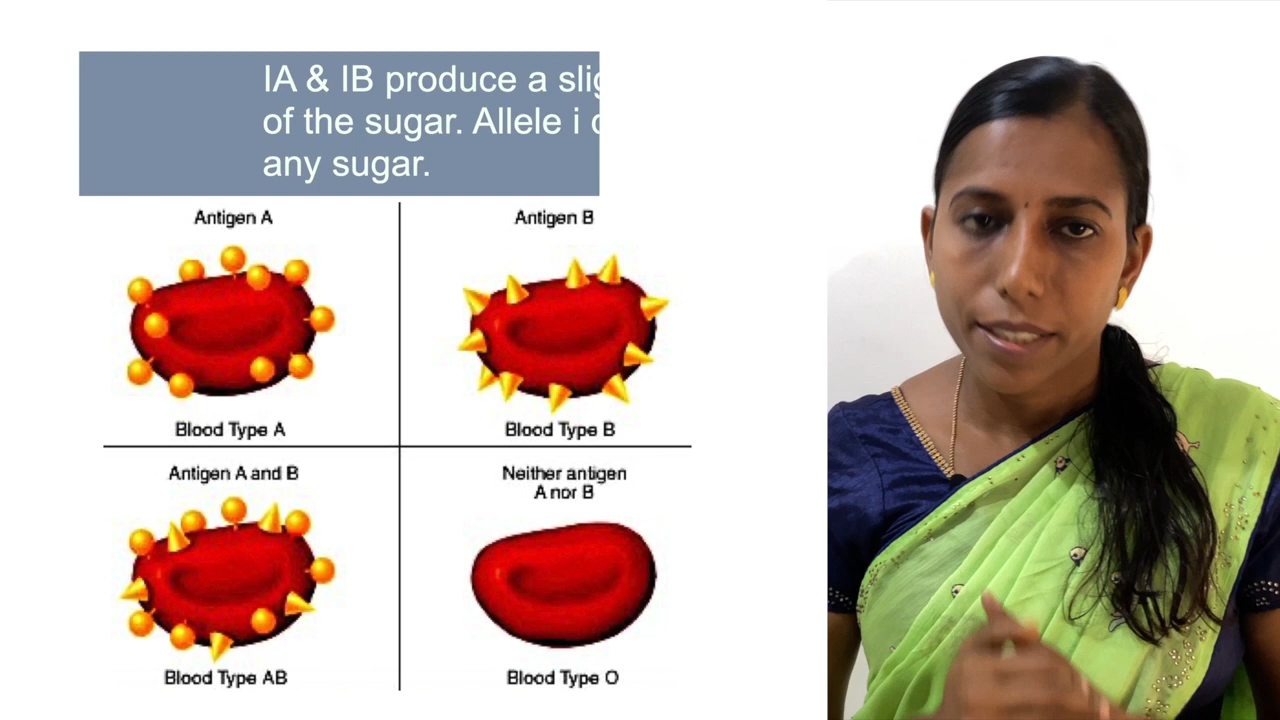 IA & IB produce a
of the sugar. Allele i
any sugar.
Antigen A
Antigen B
Blood Type A
Blood Type B
Antigen A and B
Neither antigen
A nor B
Blood Type AB
Blood Type O